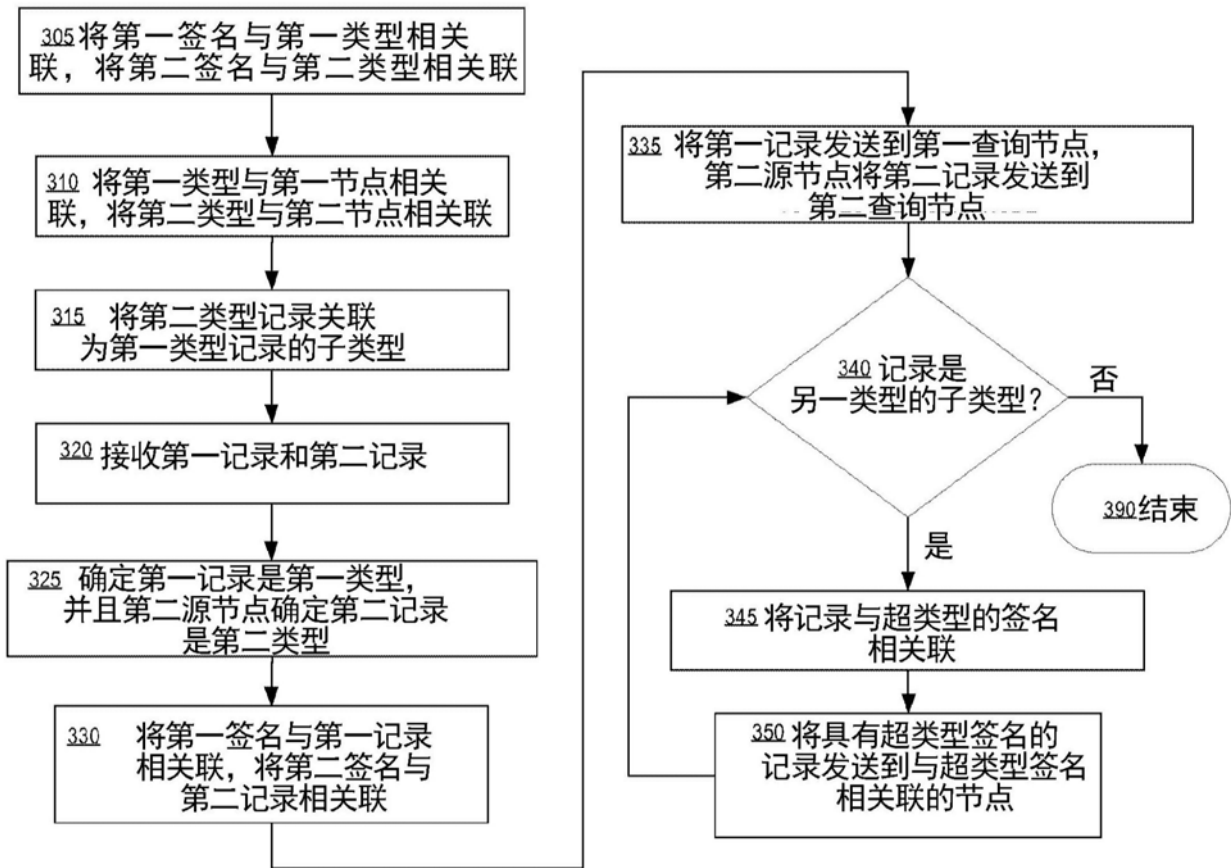 305 将第一签名与第一类型相关
联，将第二签名与第二类型相关联
310 将第一类型与第一节点相关
联，将第二类型与第二节点相关联
315 将第二类型记录关联
为第一类型记录的子类型
320 接收第一记录和第二记录
325 确定第一记录是第一类型，
并且第二源节点确定第二记录
是第二类型
330 将第一签名与第一记录
相关联，将第二签名与
第二记录相关联
335 将第一记录发送到第一查询节点，
第二源节点将第二记录发送到
第二查询节点
340 记录是
另一类型的子类型？
否
390 结束
是
345 将记录与超类型的签名
相关联
350 将具有超类型签名的
记录发送到与超类型签名
相关联的节点